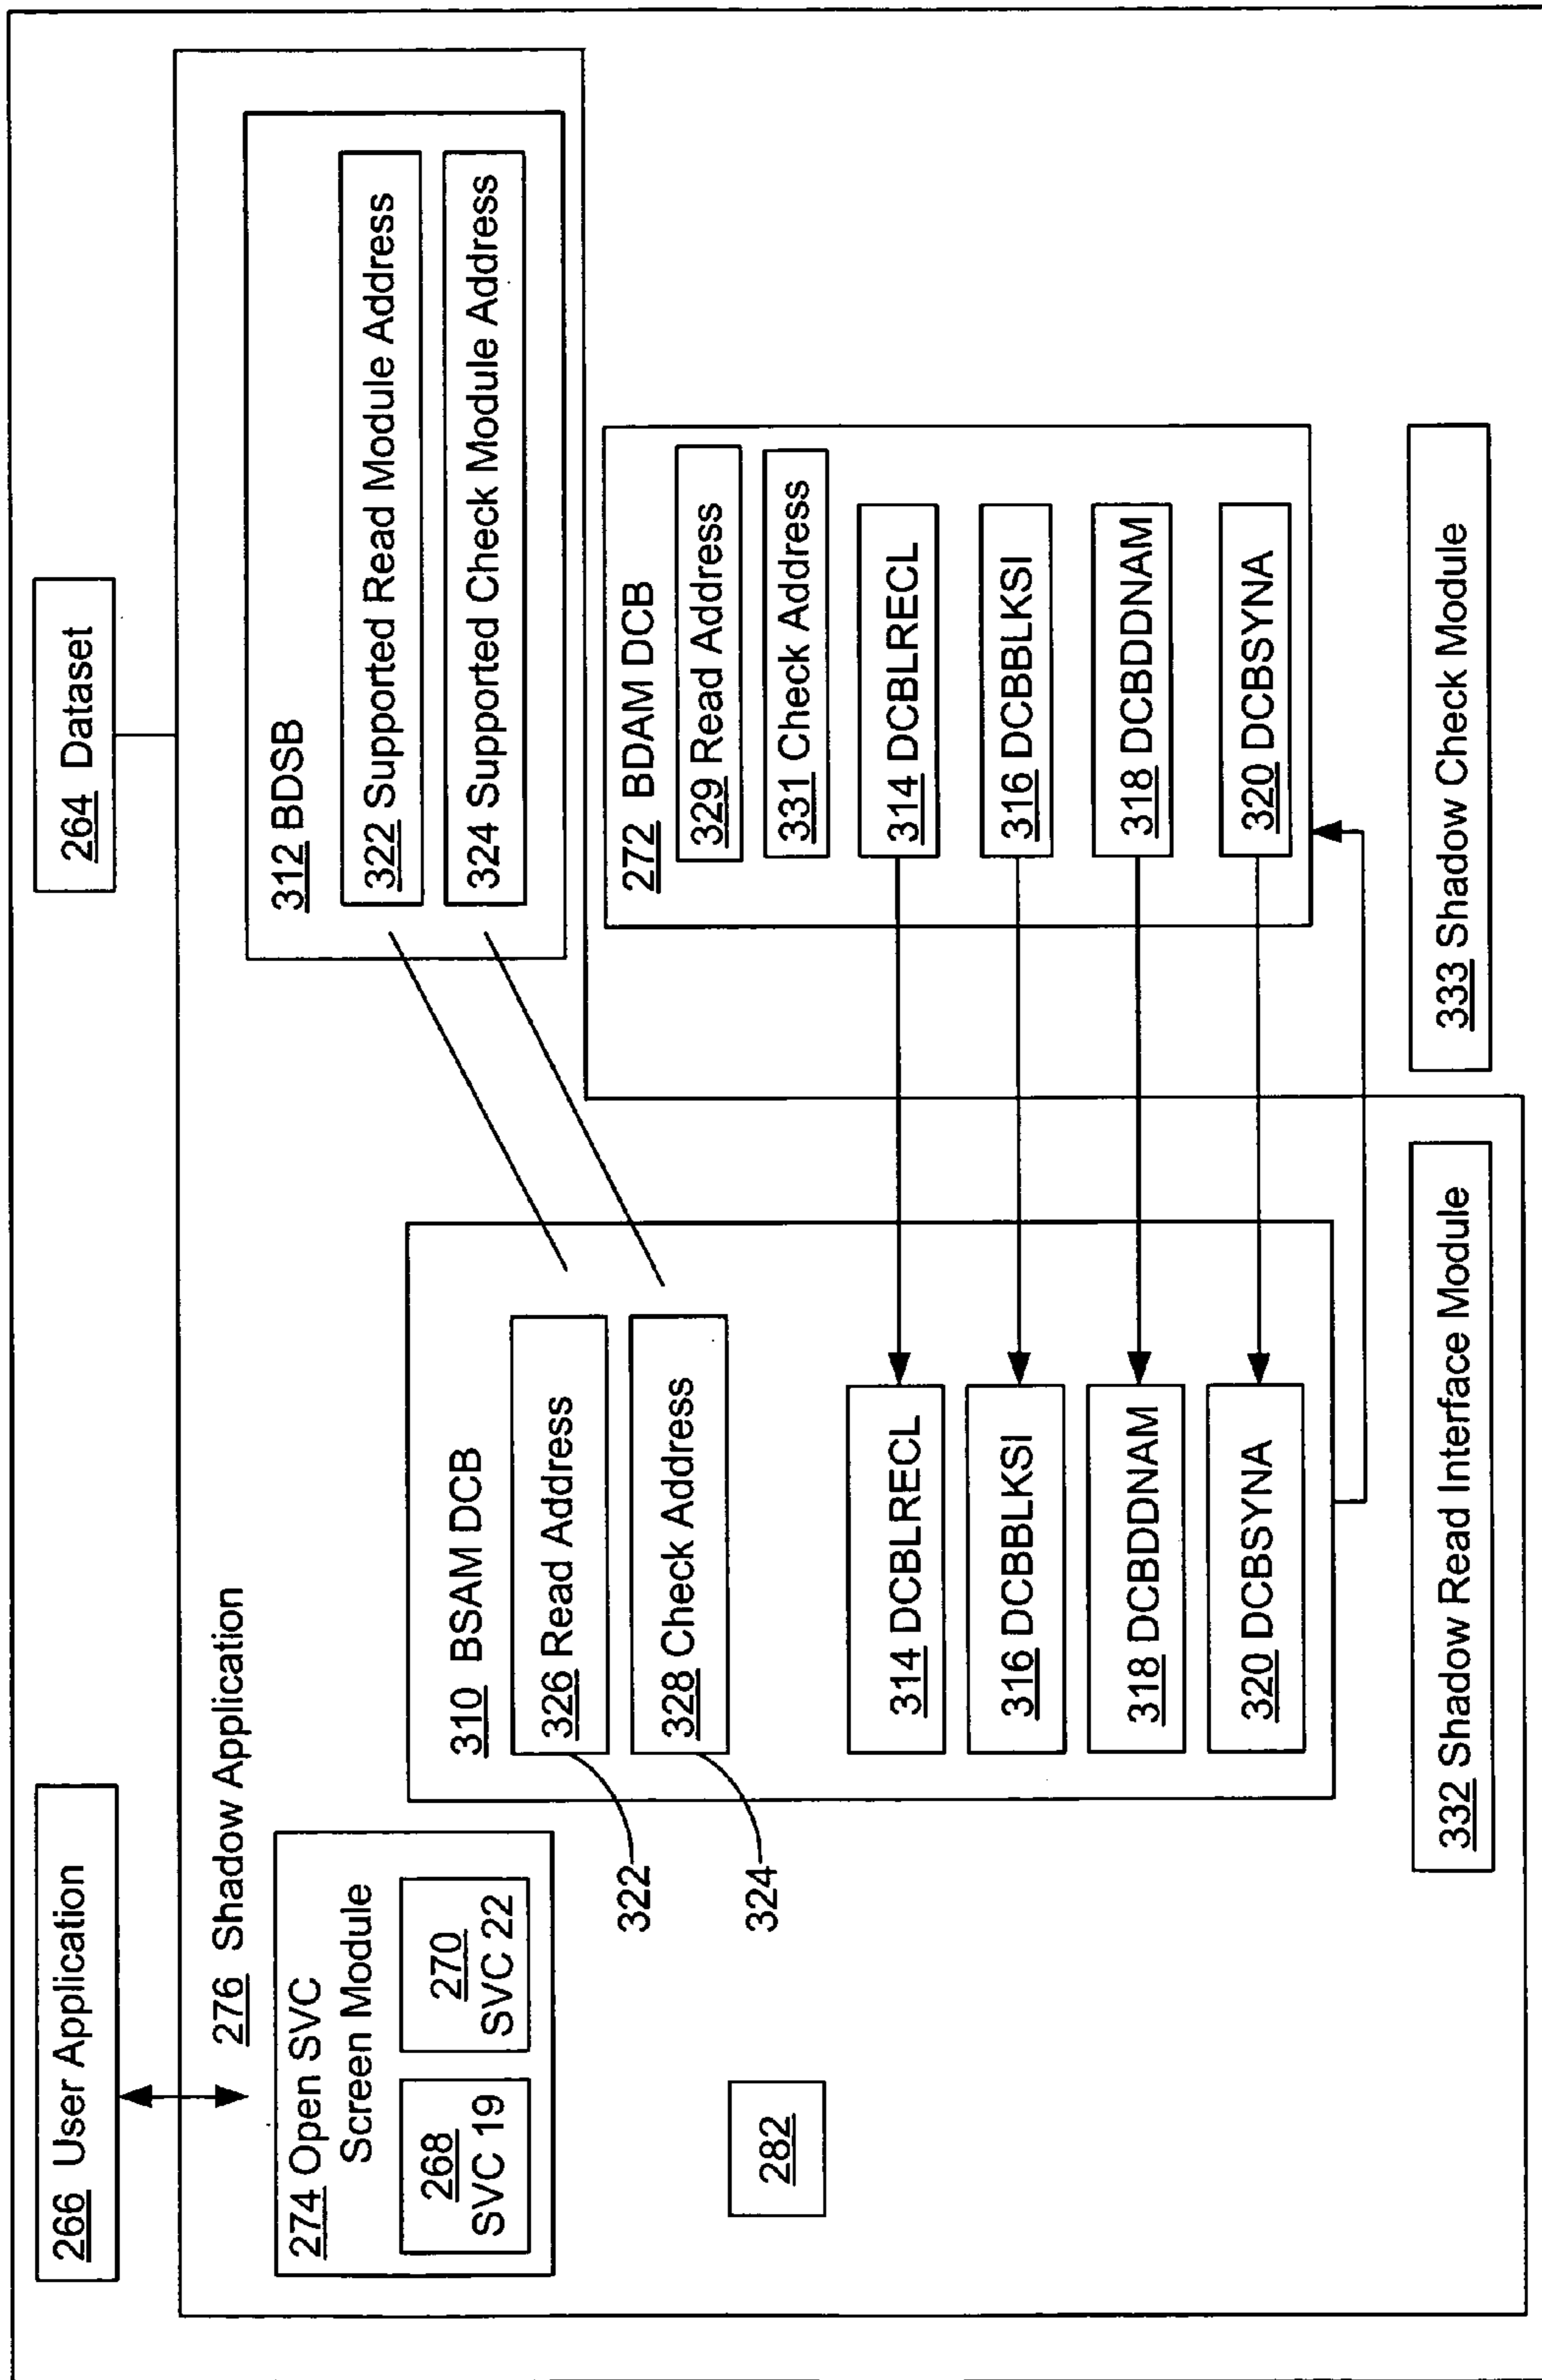 266 User Application
264 Dataset
276 Shadow Application
274 Open SVC
Screen Module
268
SVC 19
270
SVC 22
282
310 BSAM DCB
326 Read Address
328 Check Address
322
324
314 DCBLRECL
316 DCBBLKSI
318 DCBDDNAM
320 DCBSYNA
332 Shadow Read Interface Module
312 BDSB
322 Supported Read Module Address
324 Supported Check Module Address
272 BDAM DCB
329 Read Address
331 Check Address
314 DCBLRECL
316 DCBBLKSI
318 DCBDDNAM
320 DCBSYNA
333 Shadow Check Module